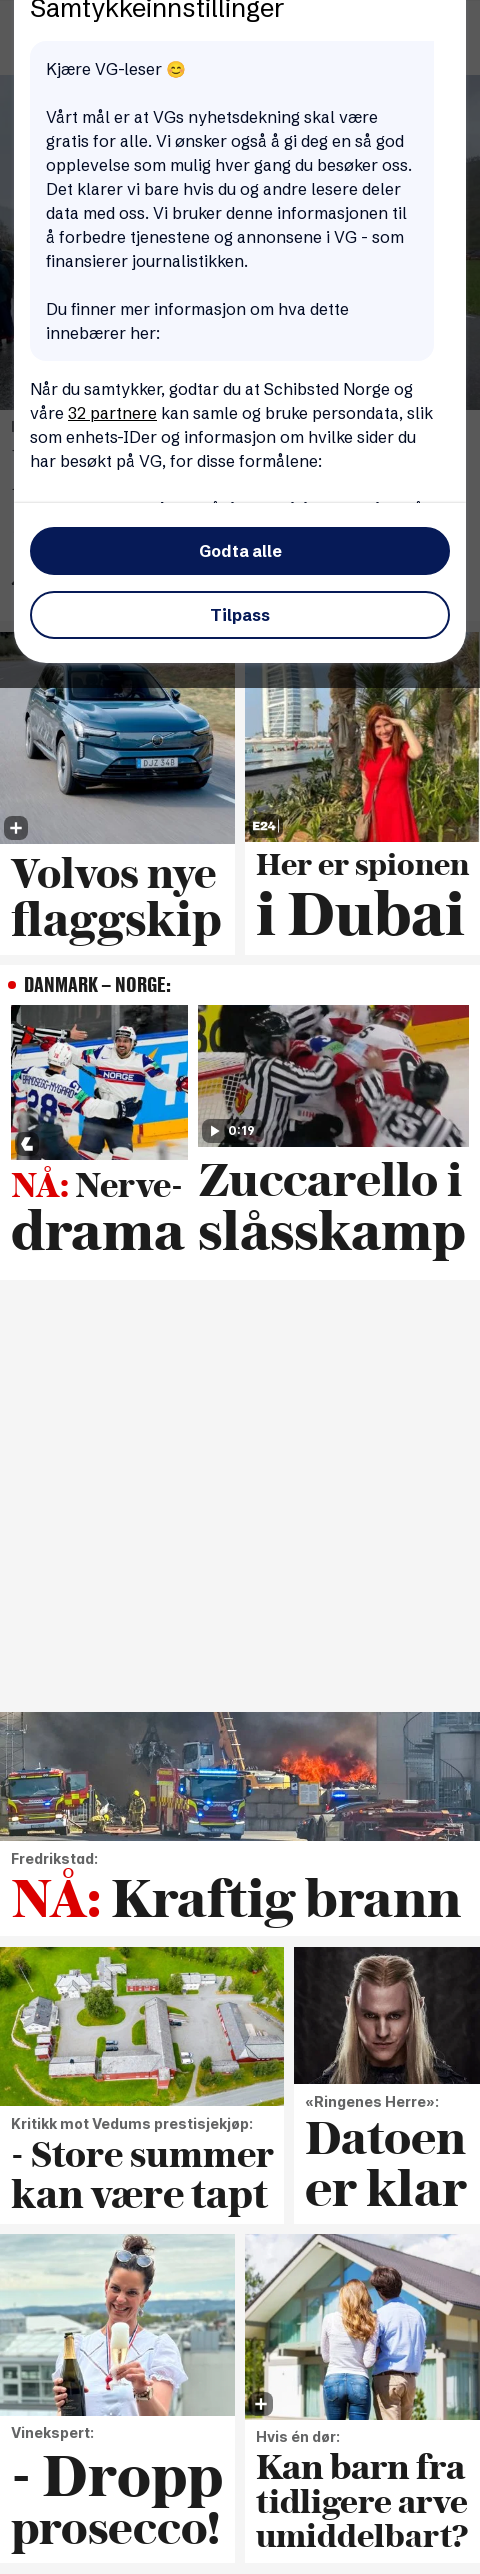 Samtykkeinnstillinger
Kjære VG-leser 😊
Vårt mål er at VGs nyhetsdekning skal være
gratis for alle. Vi ønsker også å gi deg en så god
opplevelse som mulig hver gang du besøker oss.
Det klarer vi bare hvis du og andre lesere deler
data med oss. Vi bruker denne informasjonen til
å forbedre tjenestene og annonsene i VG - som
finansierer journalistikken.
Du finner mer informasjon om hva dette
innebærer her:
Når du samtykker, godtar du at Schibsted Norge og
våre 32 partnere kan samle og bruke persondata, slik
som enhets-IDer og informasjon om hvilke sider du
har besøkt på VG, for disse formålene:
Godta alle
Tilpass
DJZ 348
Volvos nye
flaggskip
E24
Her er spionen
i Dubai
DANMARK – NORGE:
NORGE
28
NÅ: Nerve-
drama
0:19
Zuccarello i
slåsskamp
Fredrikstad:
NÅ: Kraftig brann
Kritikk mot Vedums prestisjekjøp:
- Store summer
kan være tapt
«Ringenes Herre»:
Datoen
er klar
Vinekspert:
- Dropp
prosecco!
Hvis én dør:
Kan barn fra
tidligere arve
umiddelbart?